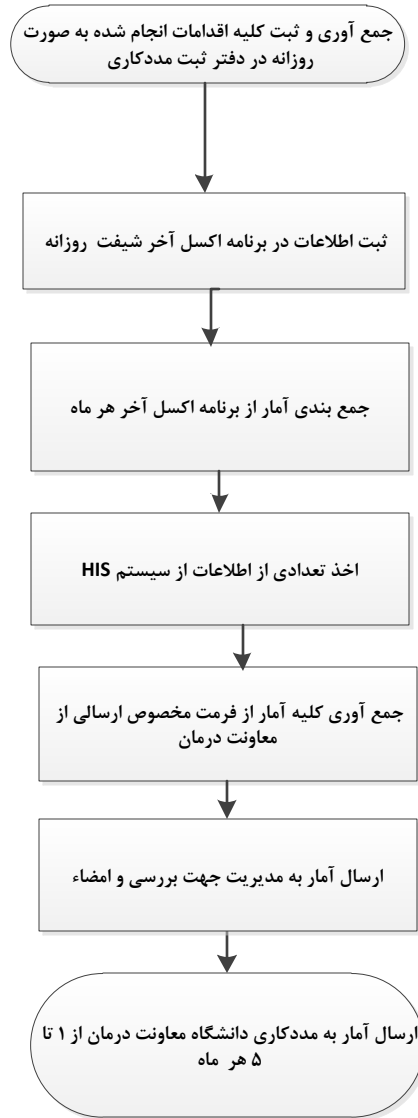 جمع آوری و ثبت کلیه اقدامات انجام شده به صورت
روزانه در دفتر ثبت مددکاری
ثبت اطلاعات در برنامه اکسل آخر شیفت روزانه
جمع بندی آمار از برنامه اکسل آخر هر ماه
اخذ تعدادی از اطلاعات از سیستم HIS
جمع آوری کلیه آمار از فرمت مخصوص ارسالی از
معاونت درمان
ارسال آمار به مدیریت جهت بررسی و امضاء
ارسال آمار به مددکاری دانشگاه معاونت درمان از ۱ تا
۵ هر ماه